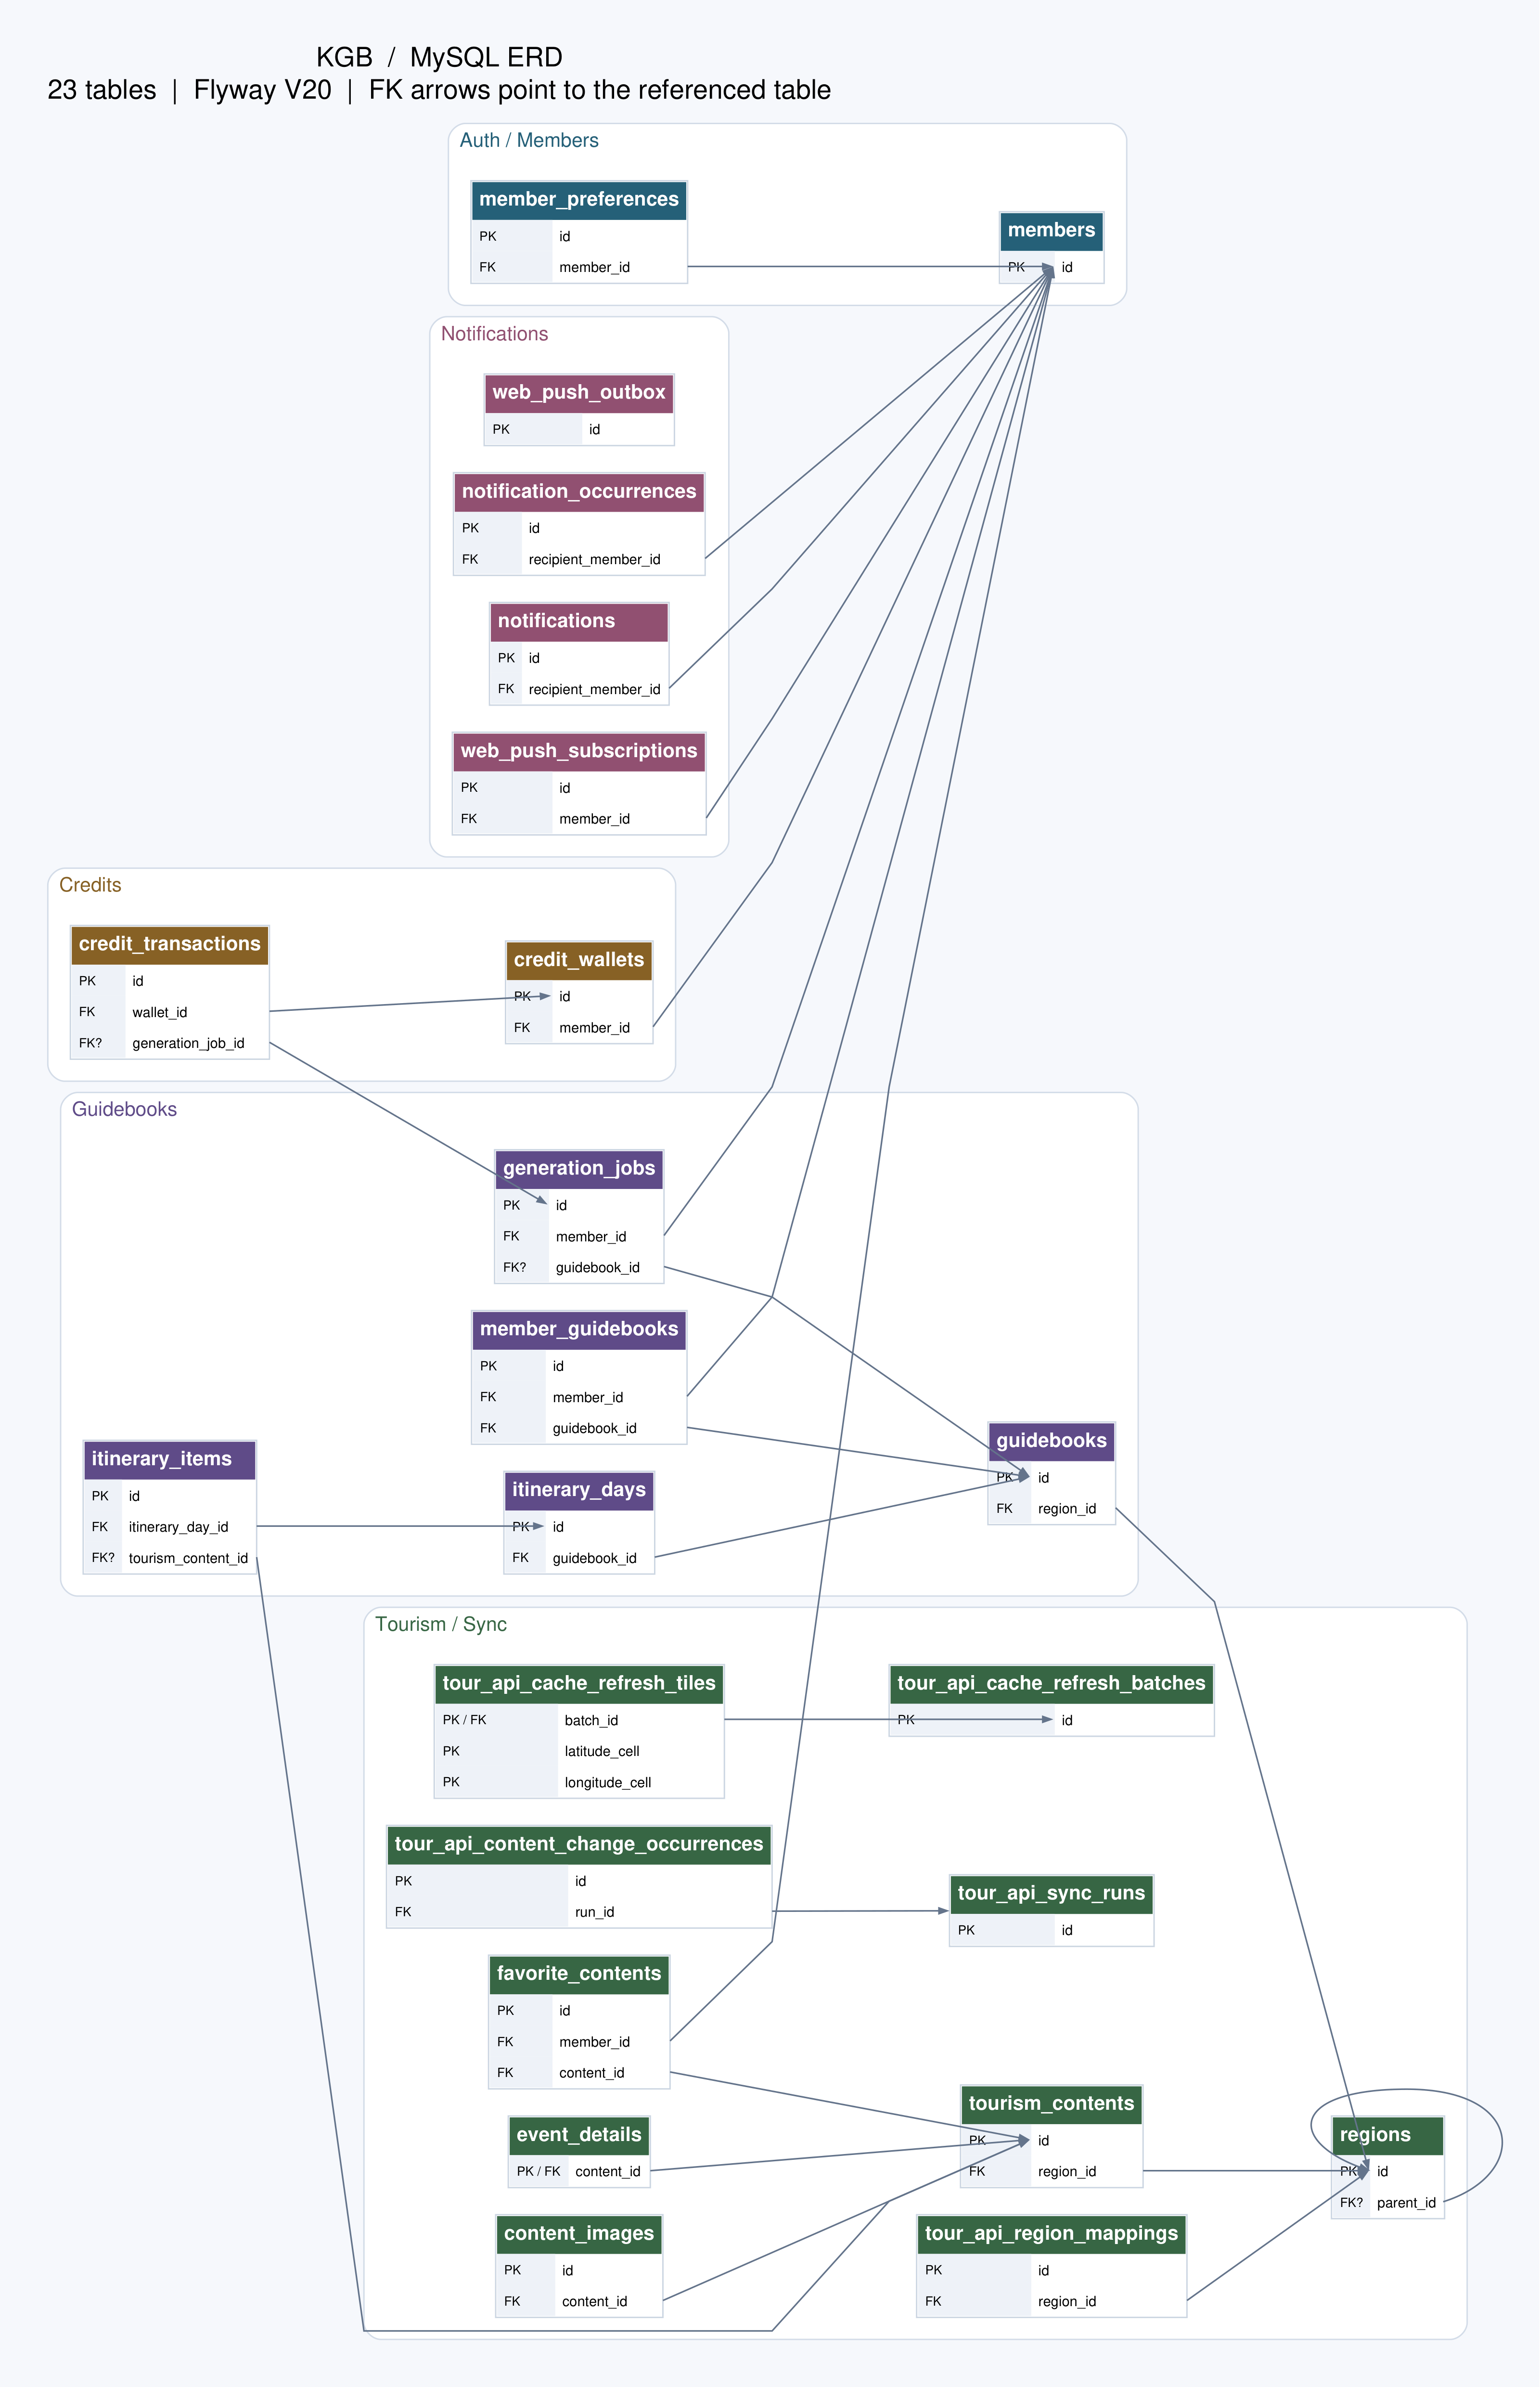 KGB / MySQL ERD
23 tables | Flyway V20 | FK arrows point to the referenced table
Auth / Members
member_preferences
PK id
FK member_id
members
PK id
Notifications
web_push_outbox
PK id
notification_occurrences
PK id
FK recipient_member_id
notifications
PK id
FK recipient_member_id
web_push_subscriptions
PK id
FK member_id
Credits
credit_transactions
PK id
FK wallet_id
FK? generation_job_id
credit_wallets
PK id
FK member_id
Guidebooks
generation_jobs
PK id
FK member_id
FK? guidebook_id
member_guidebooks
PK id
FK member_id
FK guidebook_id
guidebooks
PK id
FK region_id
itinerary_items
PK id
FK itinerary_day_id
FK? tourism_content_id
itinerary_days
PK id
FK guidebook_id
Tourism / Sync
tour_api_cache_refresh_tiles
PK / FK batch_id
PK latitude_cell
PK longitude_cell
tour_api_cache_refresh_batches
PK id
tour_api_content_change_occurrences
PK id
FK run_id
tour_api_sync_runs
PK id
favorite_contents
PK id
FK member_id
FK content_id
tourism_contents
PK id
FK region_id
event_details
PK / FK content_id
regions
PK id
FK? parent_id
content_images
PK id
FK content_id
tour_api_region_mappings
PK id
FK region_id